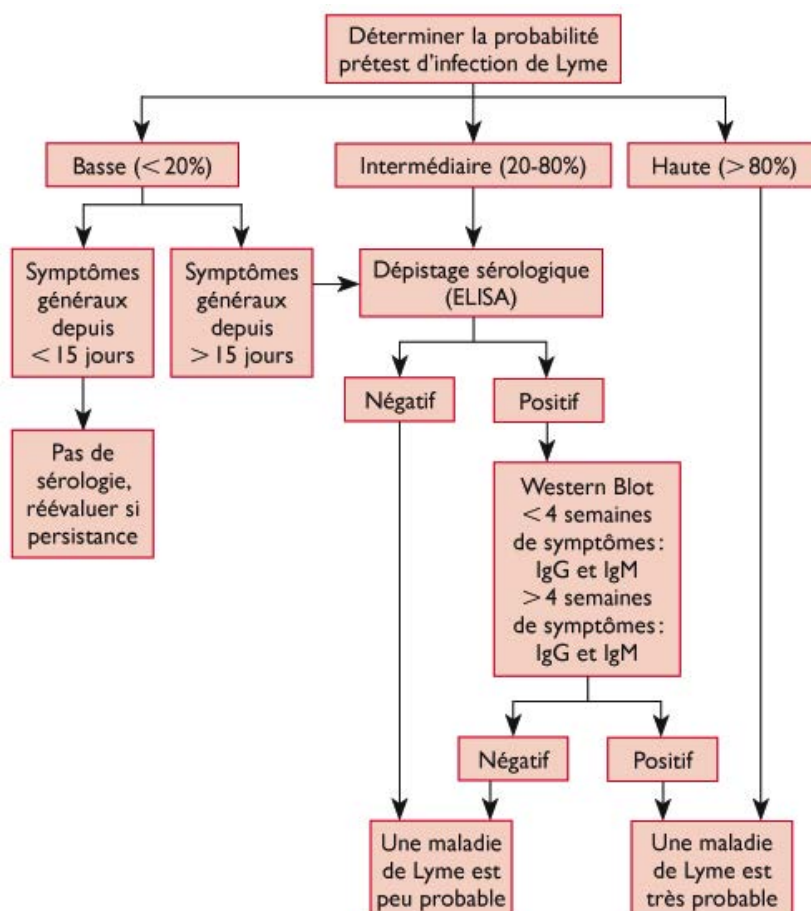 Déterminer la probabilité
prétest d'infection de Lyme
Basse (< 20%)
Intermédiaire (20-80%)
Haute (> 80%)
Symptômes
généraux
depuis
< 15 jours
Symptômes
généraux
depuis
> 15 jours
Dépistage sérologique
(ELISA)
Négatif
Positif
Pas de
sérologie,
réévaluer si
persistance
Western Blot
< 4 semaines
de symptômes :
IgG et IgM
> 4 semaines
de symptômes :
IgG et IgM
Négatif
Positif
Une maladie
de Lyme est
peu probable
Une maladie
de Lyme est
très probable